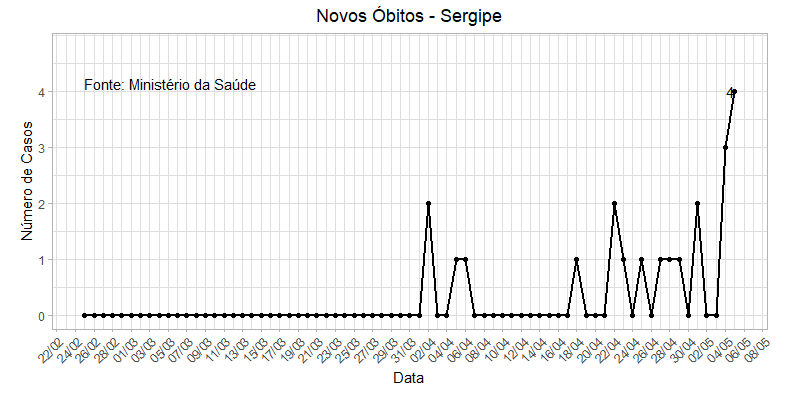 Novos Óbitos - Sergipe
Fonte: Ministério da Saúde
4
4
3
2
1
0
Número de Casos
22/02 24/02 26/02 28/02 01/03 03/03 05/03 07/03 09/03 11/03 13/03 15/03 17/03 19/03 21/03 23/03 25/03 27/03 29/03 31/03 02/04 04/04 06/04 08/04 10/04 12/04 14/04 16/04 18/04 20/04 22/04 24/04 26/04 28/04 30/04 02/05 04/05 06/05 08/05
Data